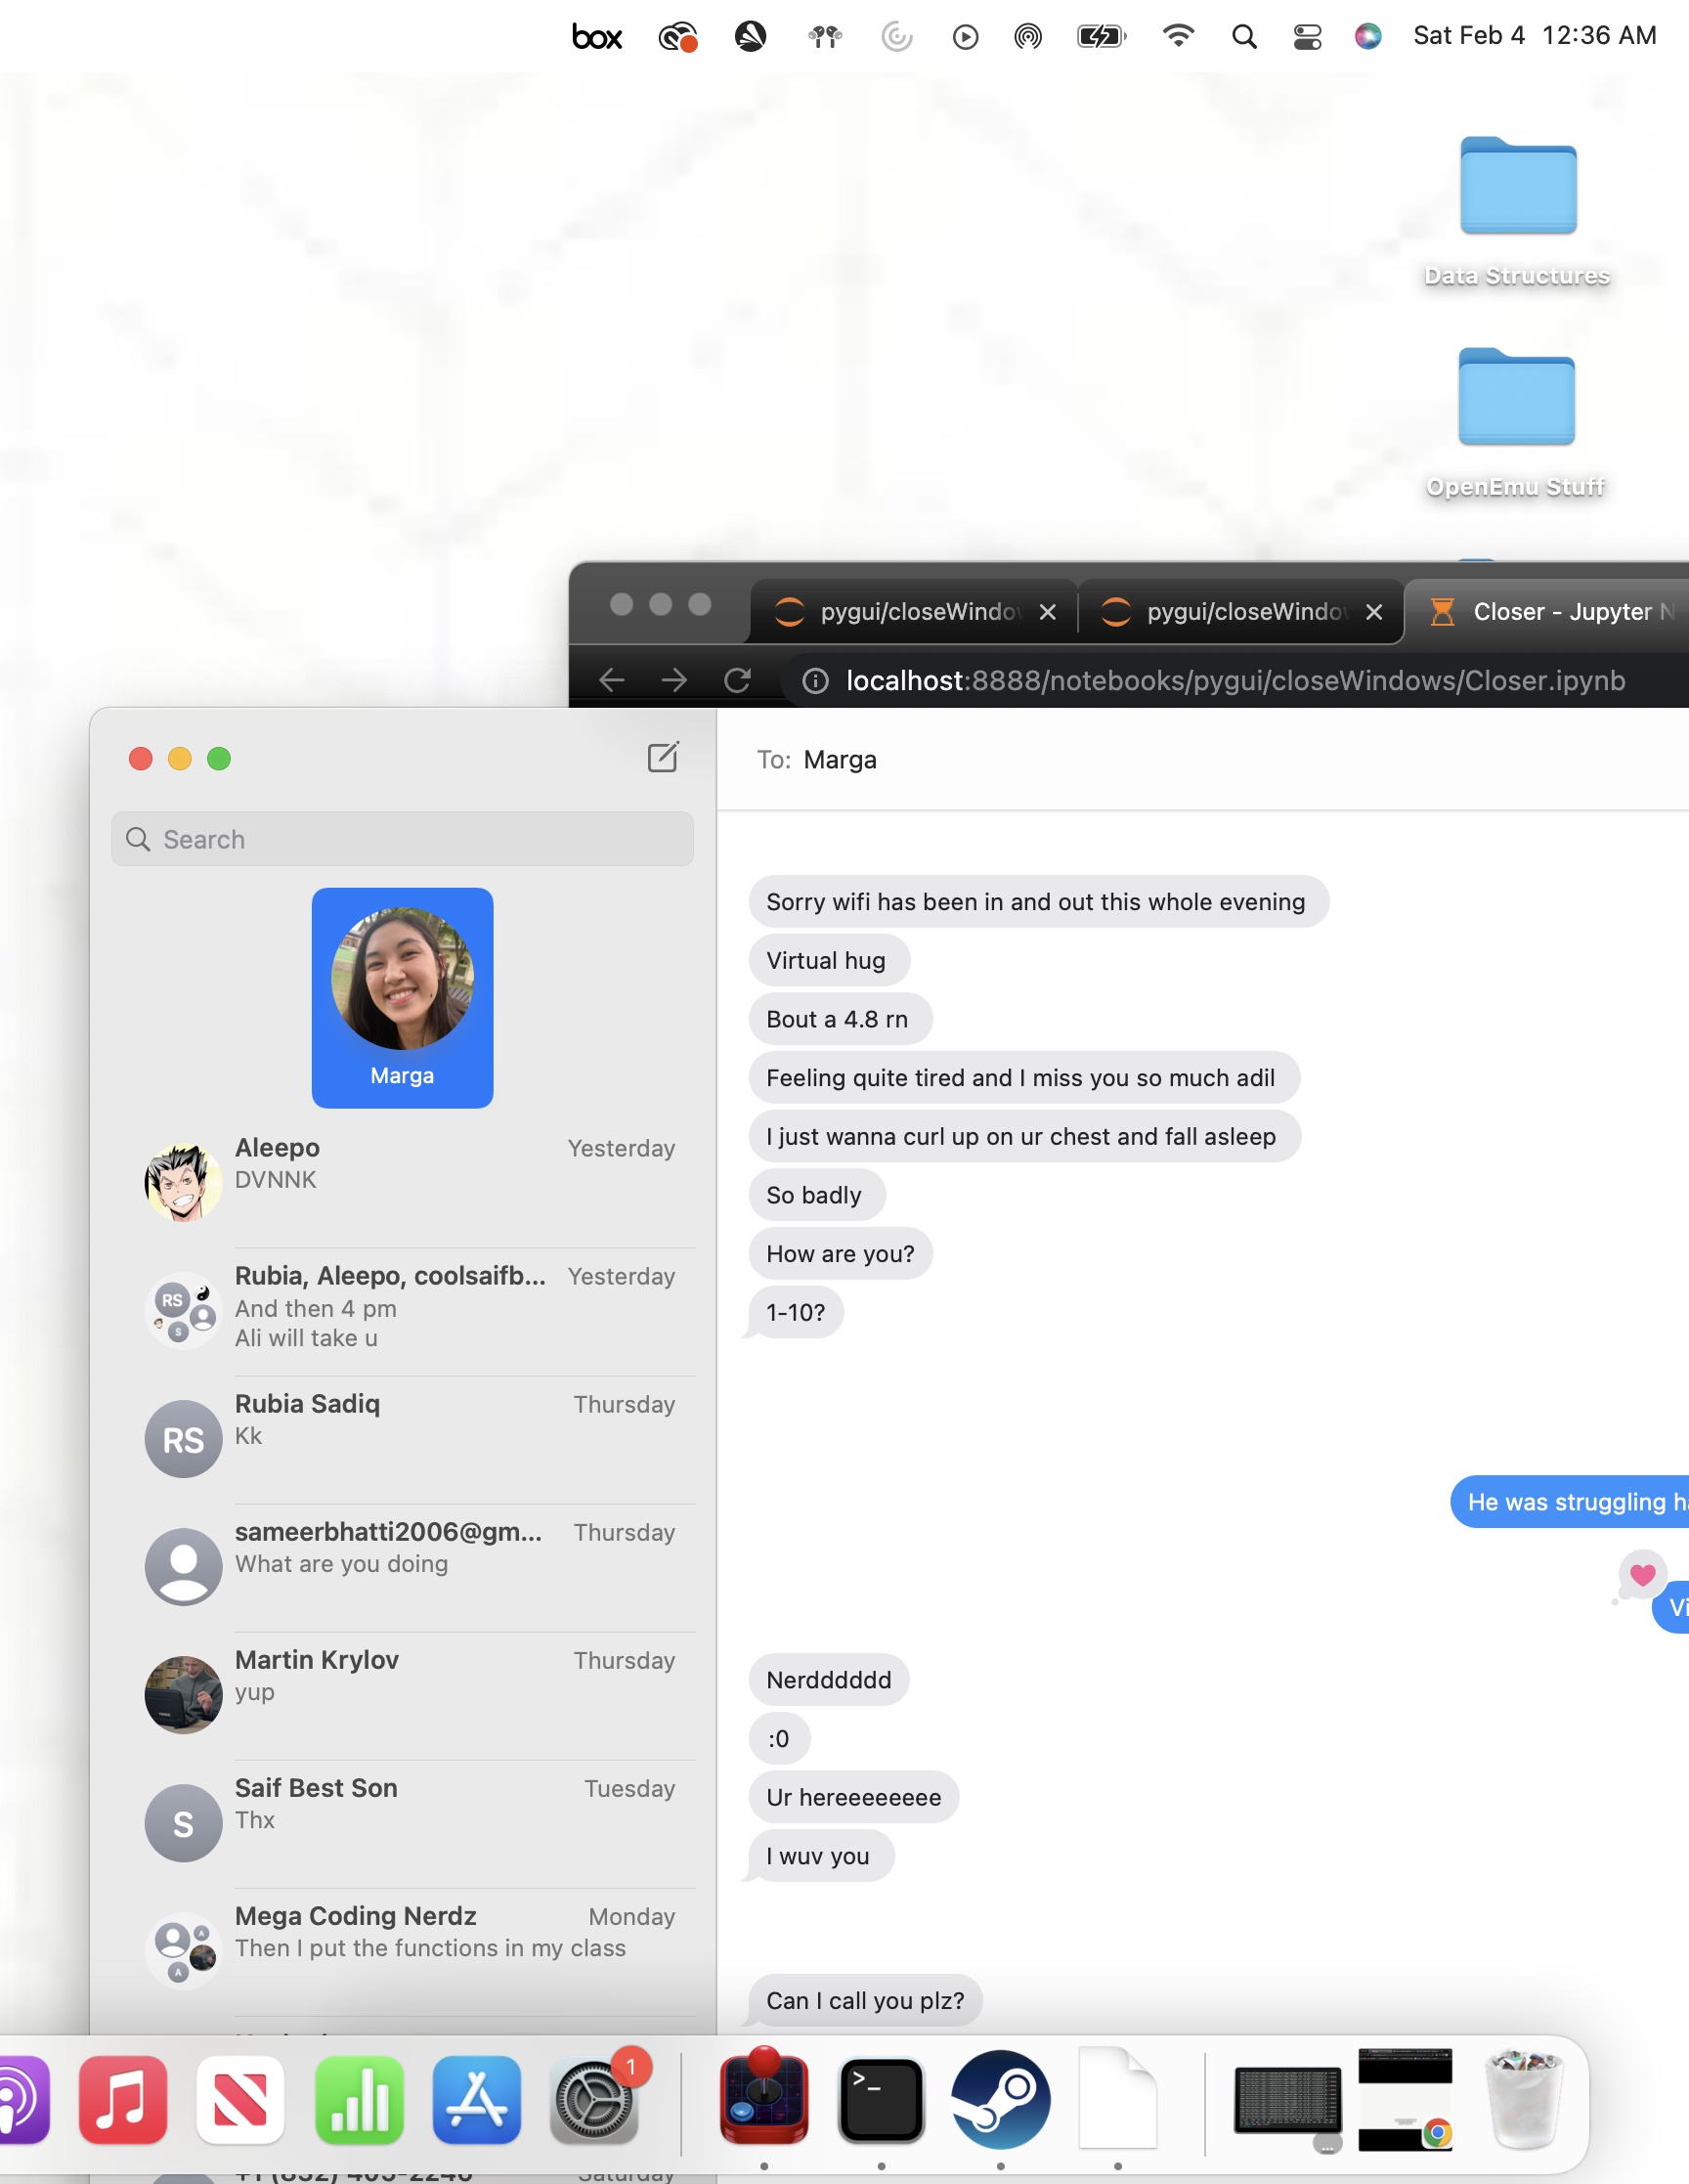 box
Sat Feb 4 12:36 AM
Data Structures
OpenEmu Stuff
pygui/closeWindow
pygui/closeWindow
Closer - Jupyter N
localhost:8888/notebooks/pygui/closeWindows/Closer.ipynb
To: Marga
Search
Marga
Aleepo
Yesterday
DVNNK
Rubia, Aleepo, coolsaifb...
Yesterday
And then 4 pm
Ali will take u
RS
S
Rubia Sadiq
Thursday
Kk
RS
sameerbhatti2006@gm...
Thursday
What are you doing
Martin Krylov
Thursday
yup
Saif Best Son
Tuesday
Thx
S
Mega Coding Nerdz
Monday
Then I put the functions in my class
A
A
Sorry wifi has been in and out this whole evening
Virtual hug
Bout a 4.8 rn
Feeling quite tired and I miss you so much adil
I just wanna curl up on ur chest and fall asleep
So badly
How are you?
1-10?
He was struggling ha
Vi
Nerdddddd
:0
Ur hereeeeeeee
I wuv you
Can I call you plz?
1
>_
Saturday